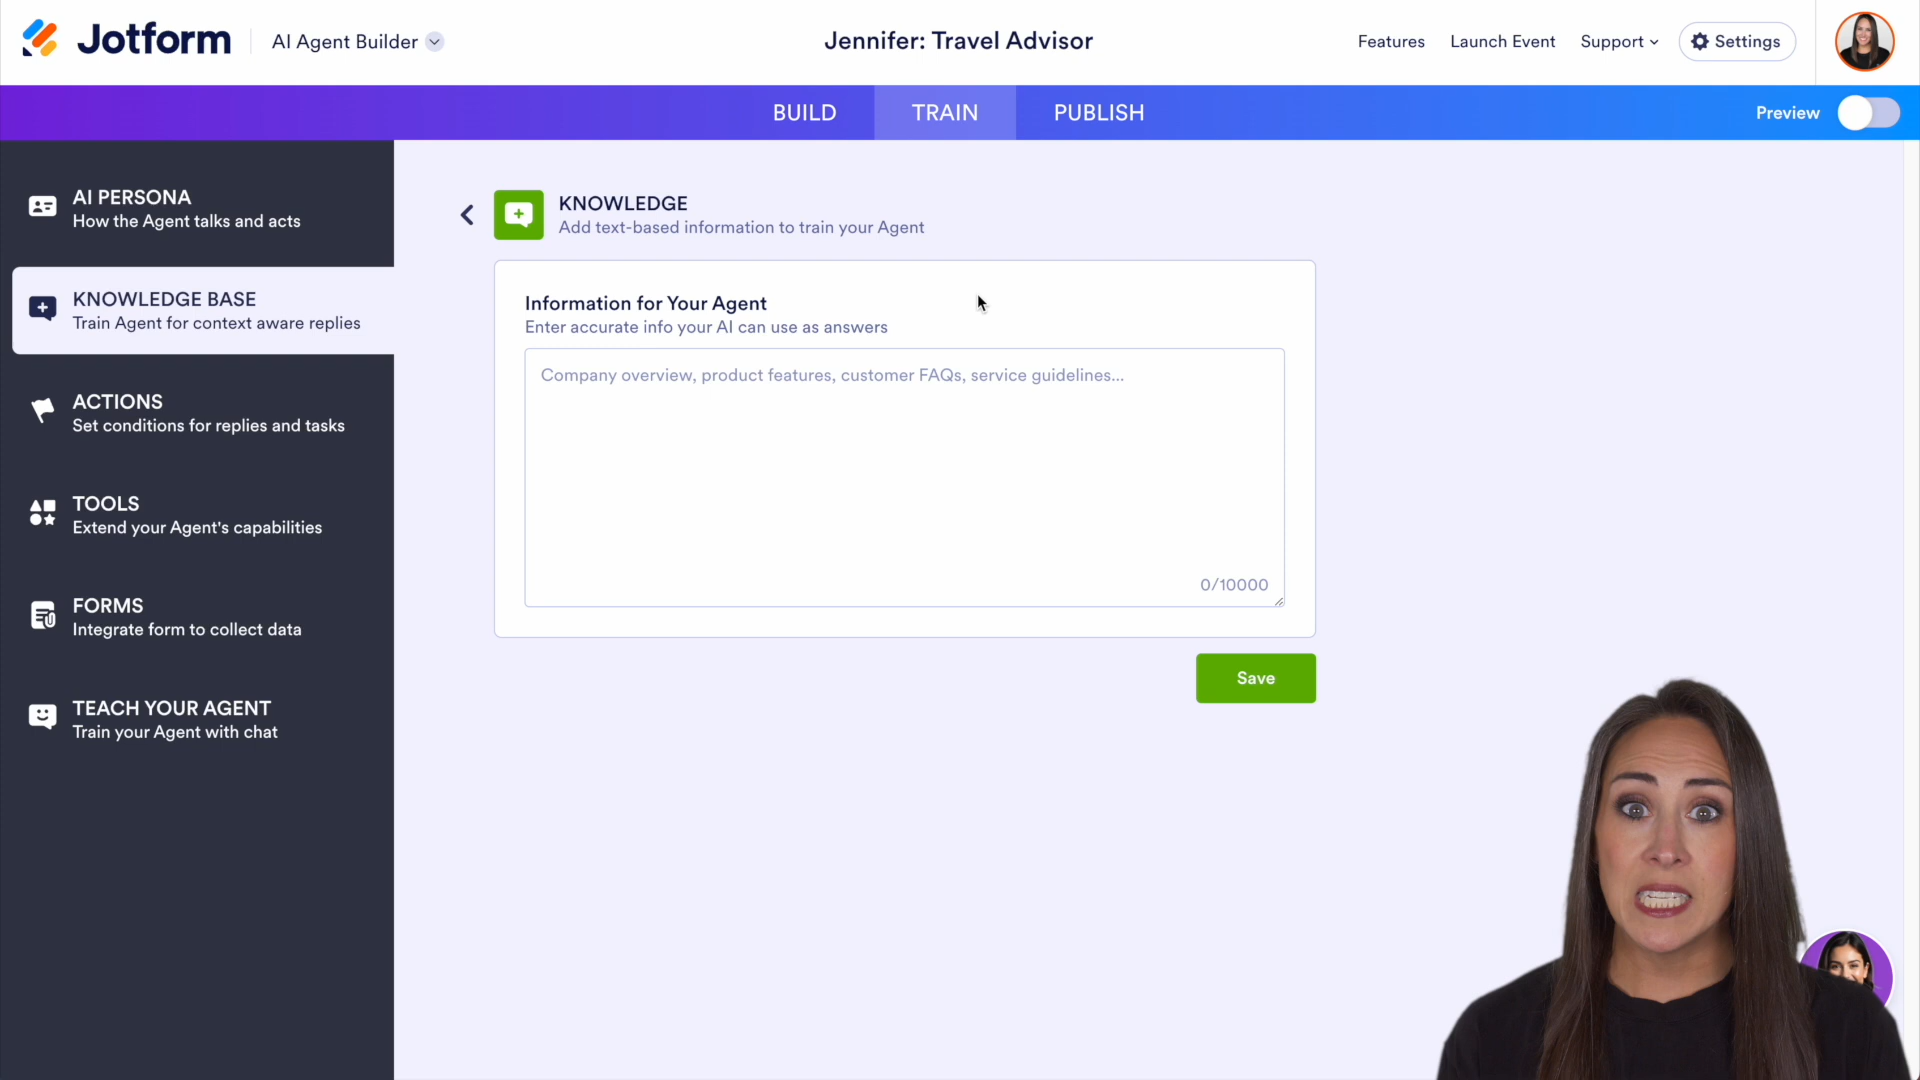 Jotform
AI Agent Builder
Jennifer: Travel Advisor
Features
Launch Event
Support
Settings
BUILD
TRAIN
PUBLISH
Preview
AI PERSONA
How the Agent talks and acts
KNOWLEDGE BASE
Train Agent for context aware replies
ACTIONS
Set conditions for replies and tasks
TOOLS
Extend your Agent's capabilities
FORMS
Integrate form to collect data
TEACH YOUR AGENT
Train your Agent with chat
KNOWLEDGE
Add text-based information to train your Agent
Information for Your Agent
Enter accurate info your AI can use as answers
Company overview, product features, customer FAQs, service guidelines...
0/10000
Save